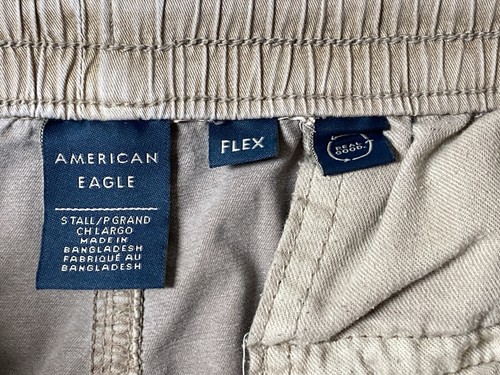 AMERICAN
EAGLE
S TALL/P GRAND
CH LARGO
MADE IN
BANGLADESH
FABRIQUÉ AU
BANGLADESH
FLEX
REAL
GOOD.